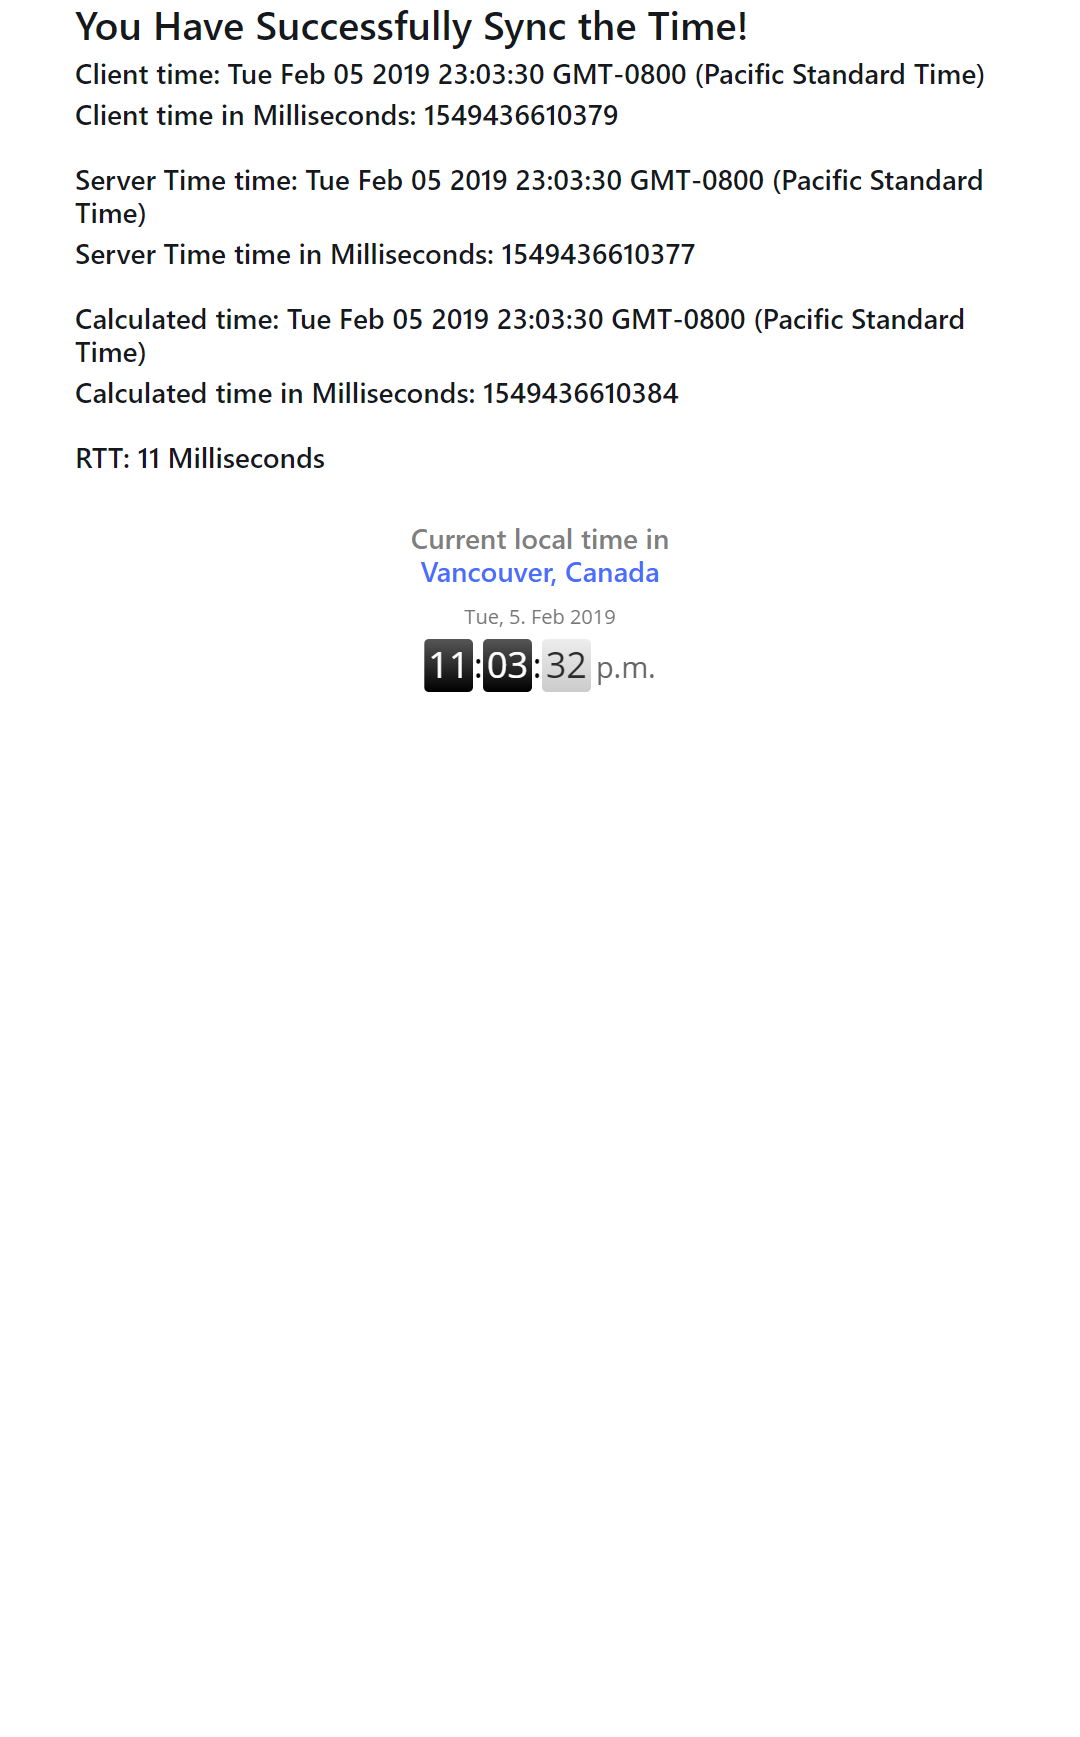 You Have Successfully Sync the Time!
Client time: Tue Feb 05 2019 23:03:30 GMT-0800 (Pacific Standard Time)
Client time in Milliseconds: 1549436610379
Server Time time: Tue Feb 05 2019 23:03:30 GMT-0800 (Pacific Standard
Time)
Server Time time in Milliseconds: 1549436610377
Calculated time: Tue Feb 05 2019 23:03:30 GMT-0800 (Pacific Standard
Time)
Calculated time in Milliseconds: 1549436610384
RTT: 11 Milliseconds
Current local time in
Vancouver, Canada
Tue, 5. Feb 2019
11:03:32 p.m.